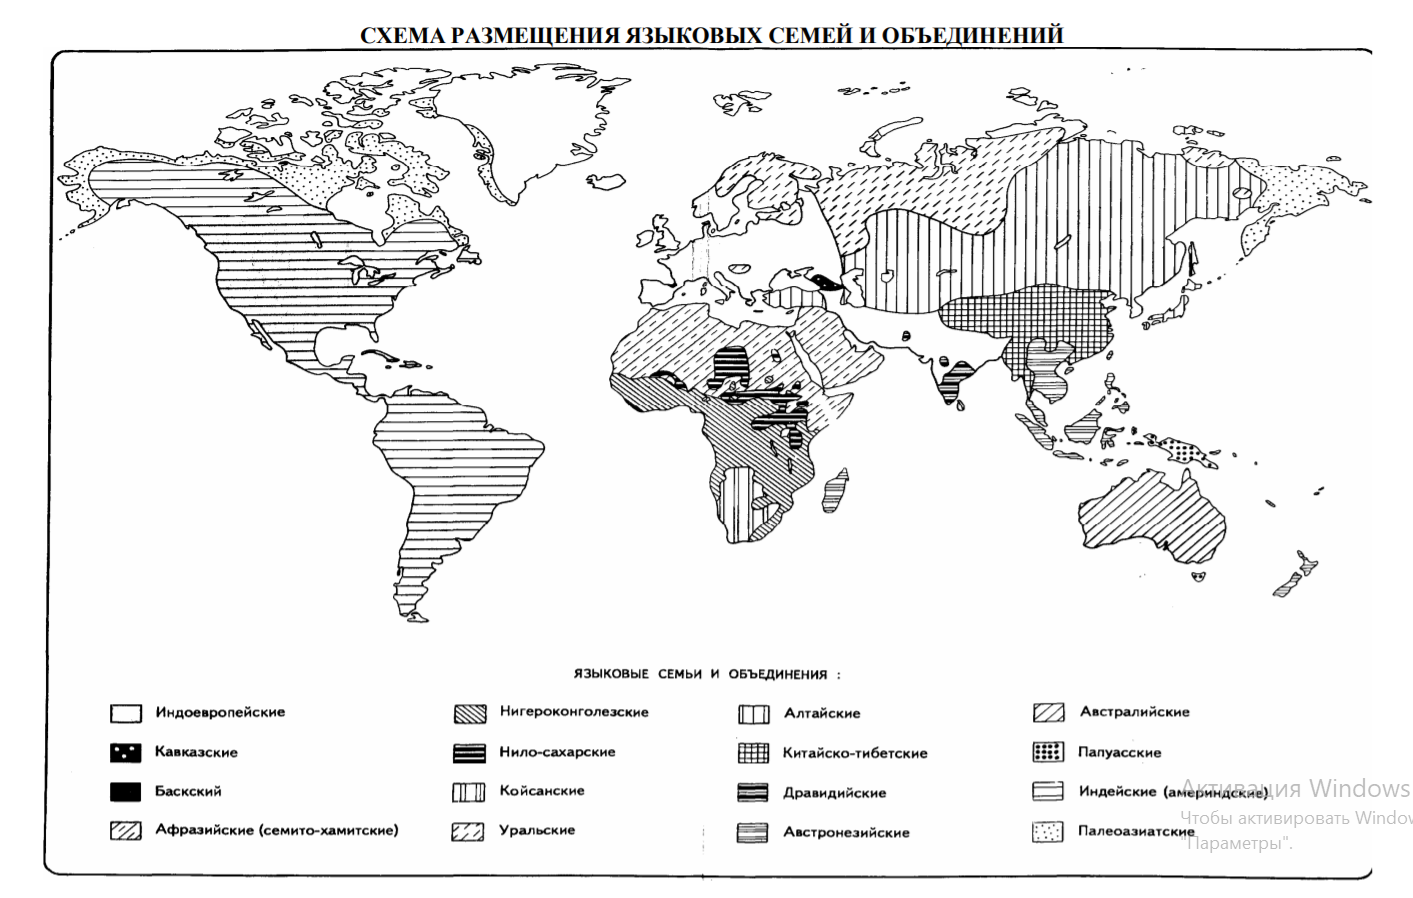 СХЕМА РАЗМЕЩЕНИЯ ЯЗЫКОВЫХ СЕМЕЙ И ОБЪЕДИНЕНИЙ
ЯЗЫКОВЫЕ СЕМЬИ И ОБЪЕДИНЕНИЯ :
Индоевропейские
Кавказские
Баскский
Афразийские (семито-хамитские)
Нигероконголезские
Нило-сахарские
Койсанские
Уральские
Алтайские
Китайско-тибетские
Дравидийские
Австронезийские
Австралийские
Папуасские
Индейские (америндские)
Палеоазиатские
Активация Windows
Чтобы активировать Windov
"Параметры".